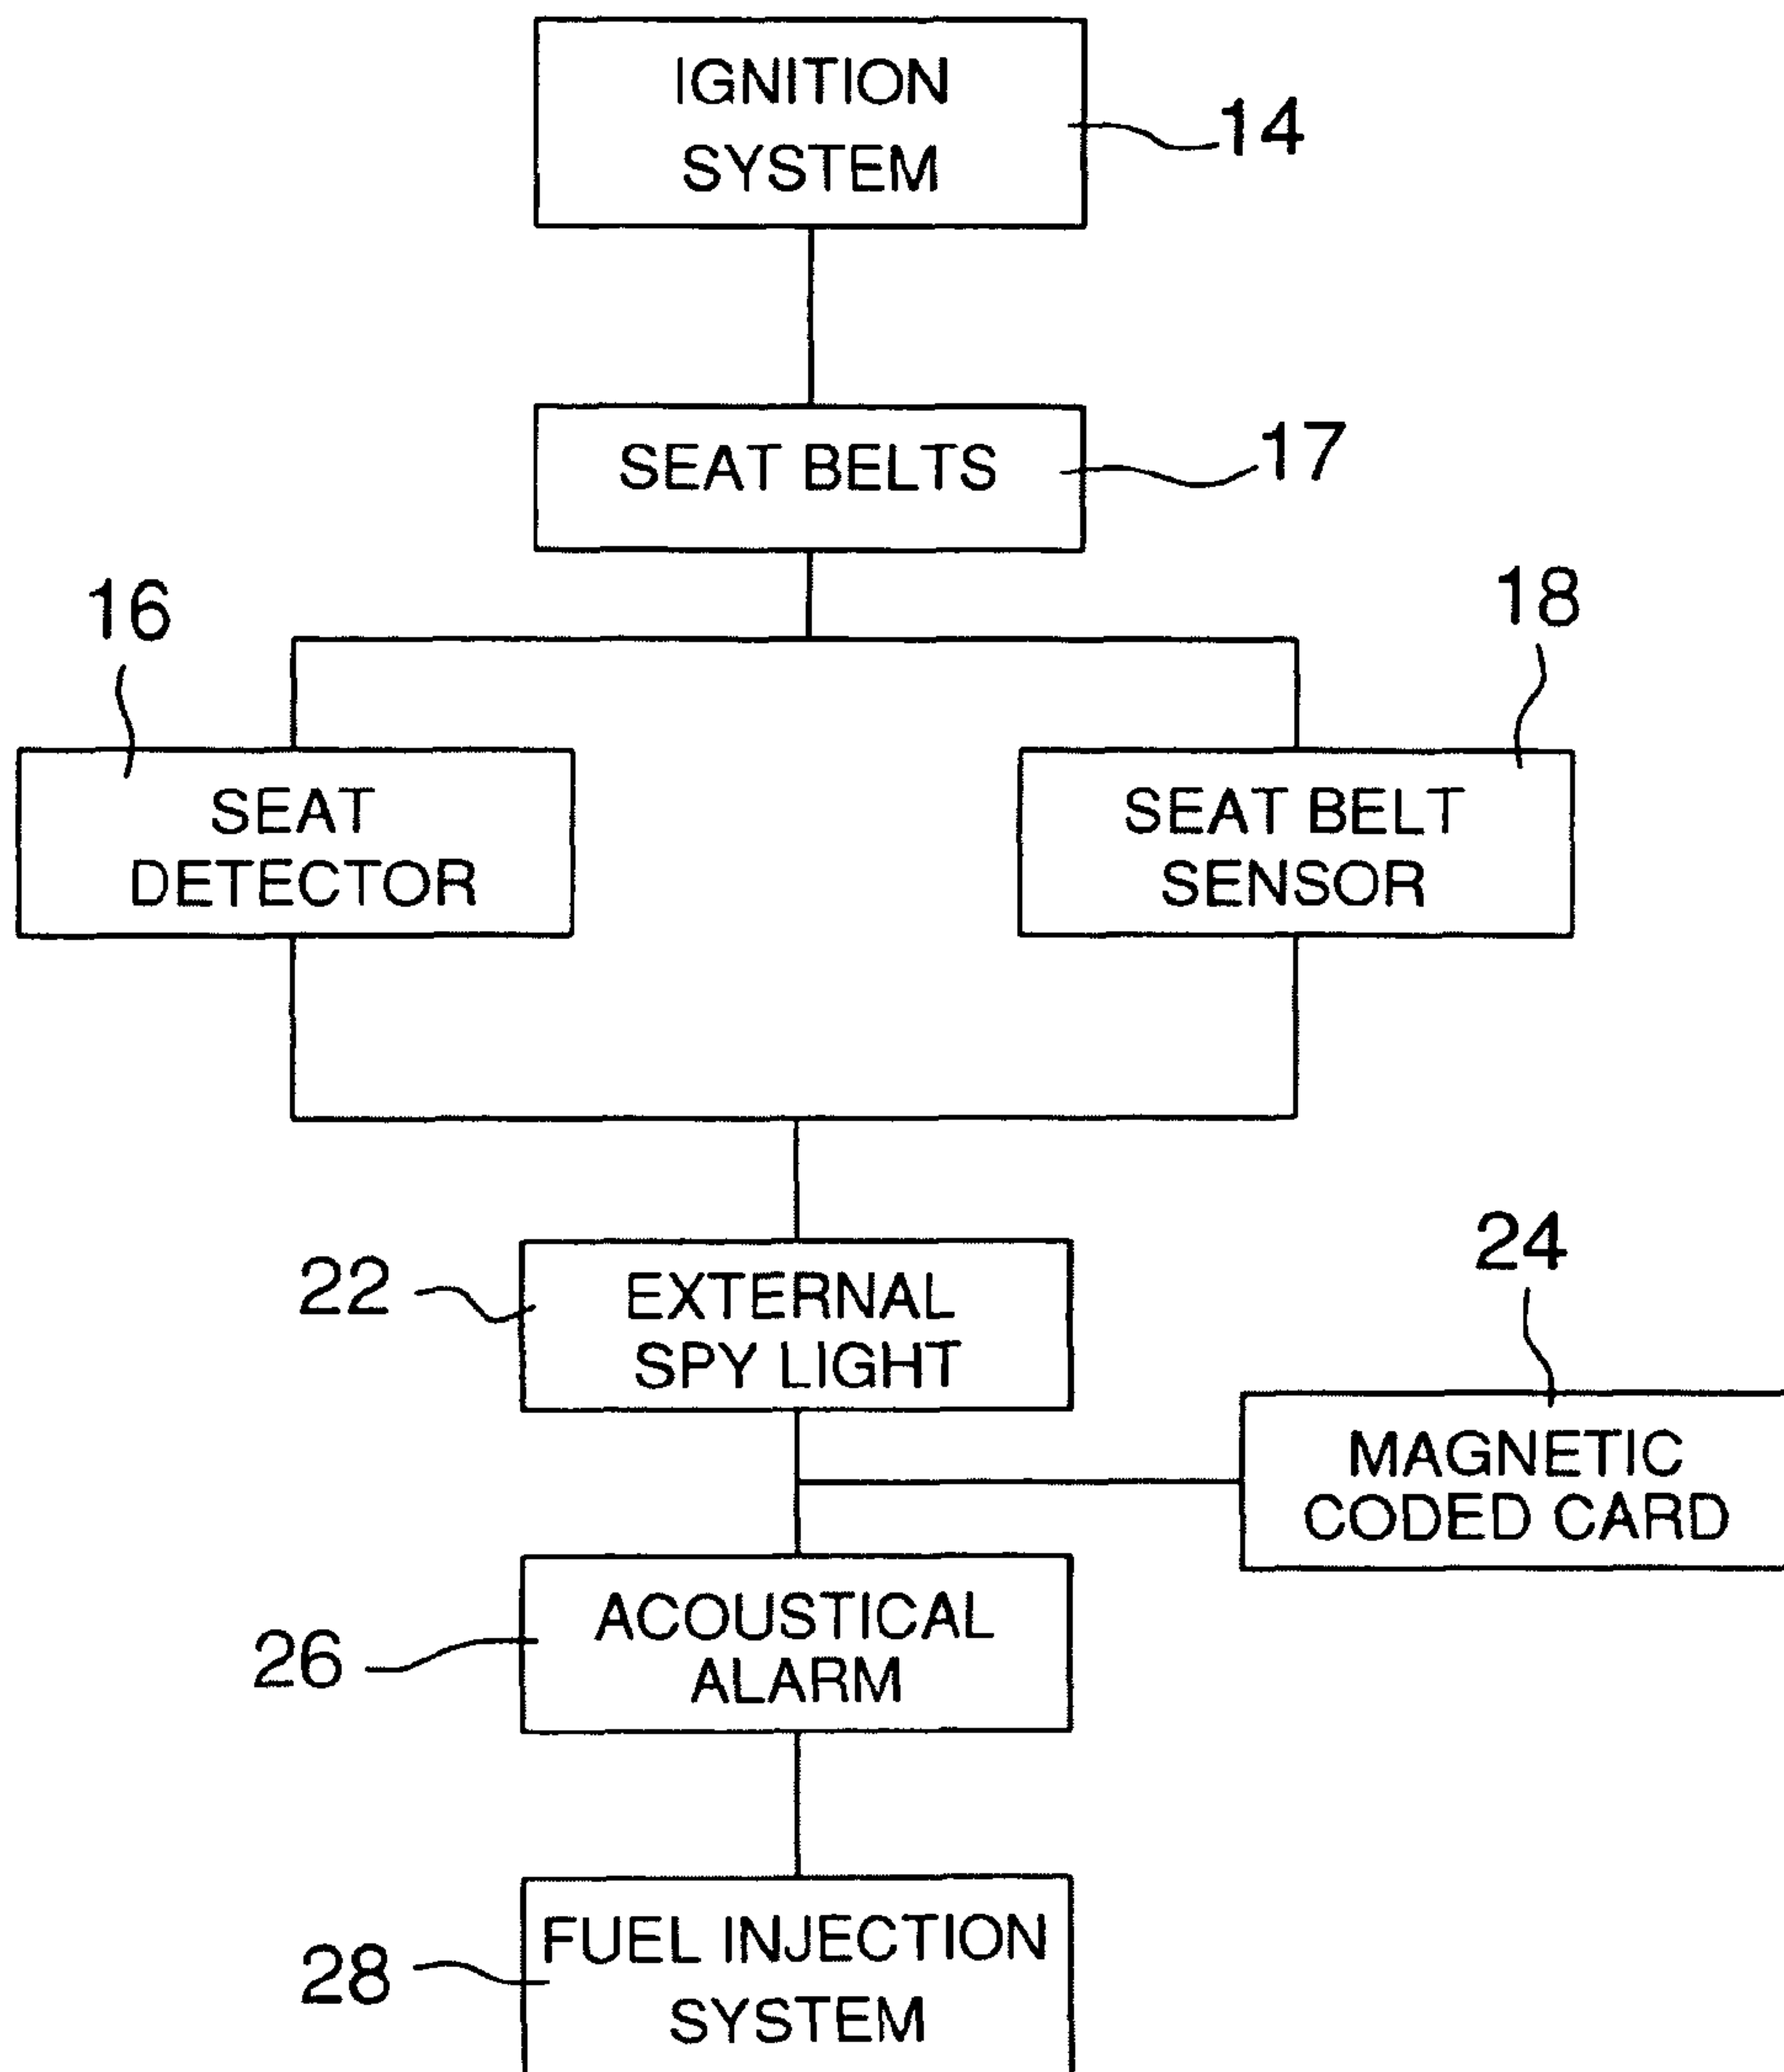 IGNITION
SYSTEM
14
SEAT BELTS
17
16
18
SEAT
DETECTOR
SEAT BELT
SENSOR
22
EXTERNAL
SPY LIGHT
24
MAGNETIC
CODED CARD
26
ACOUSTICAL
ALARM
28
FUEL INJECTION
SYSTEM